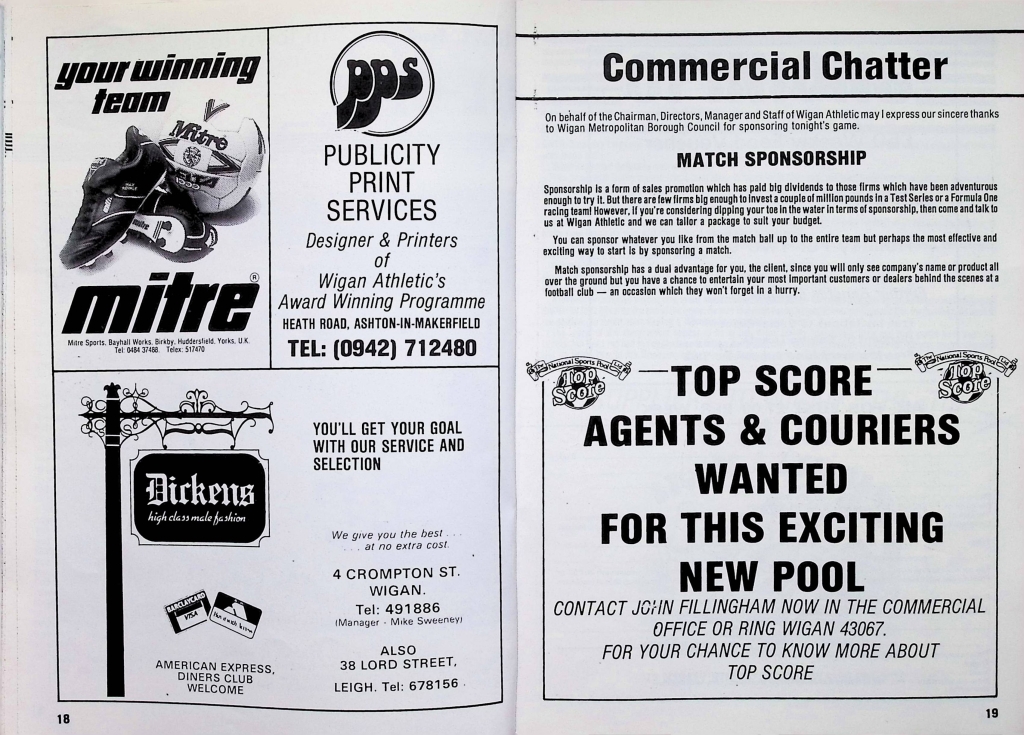 your winning
team
Mitre
mitre
mitre ®
Mitre Sports, Bayhall Works, Birkby, Huddersfield, Yorks, U.K.
Tel: 0484 37488. Telex: 517470
pps
PUBLICITY
PRINT
SERVICES
Designer & Printers
of
Wigan Athletic's
Award Winning Programme
HEATH ROAD, ASHTON-IN-MAKERFIELD
TEL: (0942) 712480
Dickens
high class male fashion
YOU'LL GET YOUR GOAL
WITH OUR SERVICE AND
SELECTION
We give you the best . . .
. . . at no extra cost.
4 CROMPTON ST.
WIGAN.
Tel: 491886
(Manager - Mike Sweeney)
BARCLAYCARD
VISA
AMERICAN EXPRESS,
DINERS CLUB
WELCOME
ALSO
38 LORD STREET,
LEIGH. Tel: 678156
18
Commercial Chatter
On behalf of the Chairman, Directors, Manager and Staff of Wigan Athletic may I express our sincere thanks
to Wigan Metropolitan Borough Council for sponsoring tonight's game.
MATCH SPONSORSHIP
Sponsorship is a form of sales promotion which has paid big dividends to those firms which have been adventurous
enough to try it. But there are few firms big enough to invest a couple of million pounds in a Test Series or a Formula One
racing team! However, if you're considering dipping your toe in the water in terms of sponsorship, then come and talk to
us at Wigan Athletic and we can tailor a package to suit your budget.
You can sponsor whatever you like from the match ball up to the entire team but perhaps the most effective and
exciting way to start is by sponsoring a match.
Match sponsorship has a dual advantage for you, the client, since you will only see company's name or product all
over the ground but you have a chance to entertain your most important customers or dealers behind the scenes at a
football club — an occasion which they won't forget in a hurry.
The National Sports Pool Ltd
Top
Score
The National Sports Pool Ltd
Top
Score
TOP SCORE
AGENTS & COURIERS
WANTED
FOR THIS EXCITING
NEW POOL
CONTACT JOHN FILLINGHAM NOW IN THE COMMERCIAL
OFFICE OR RING WIGAN 43067.
FOR YOUR CHANCE TO KNOW MORE ABOUT
TOP SCORE
19